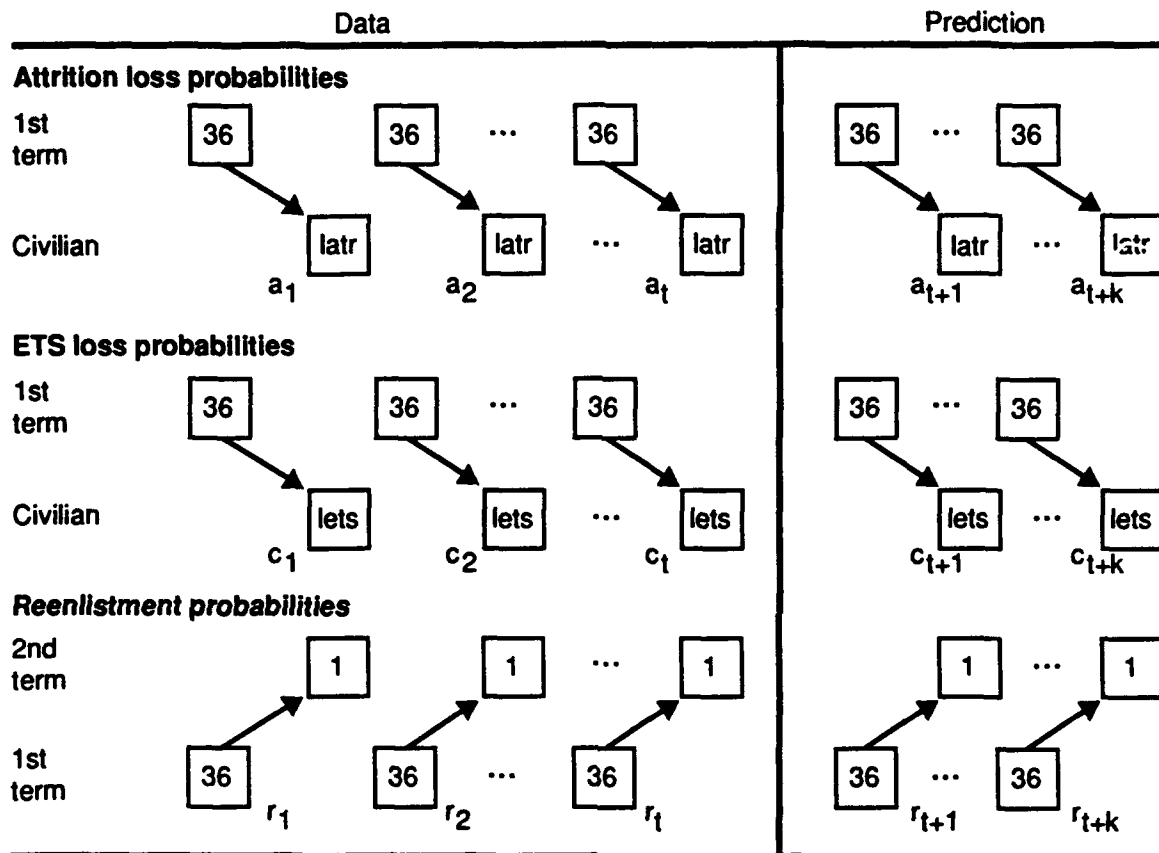 Data Prediction
Attrition loss probabilities
1st term 36 36 ... 36 36 ... 36
Civilian latr latr ... latr latr ... latr
a1 a2 at at+1 at+k
ETS loss probabilities
1st term 36 36 ... 36 36 ... 36
Civilian lets lets ... lets lets ... lets
c1 c2 ct ct+1 ct+k
Reenlistment probabilities
2nd term 1 1 ... 1 1 ... 1
1st term 36 36 ... 36 36 ... 36
r1 r2 rt rt+1 rt+k